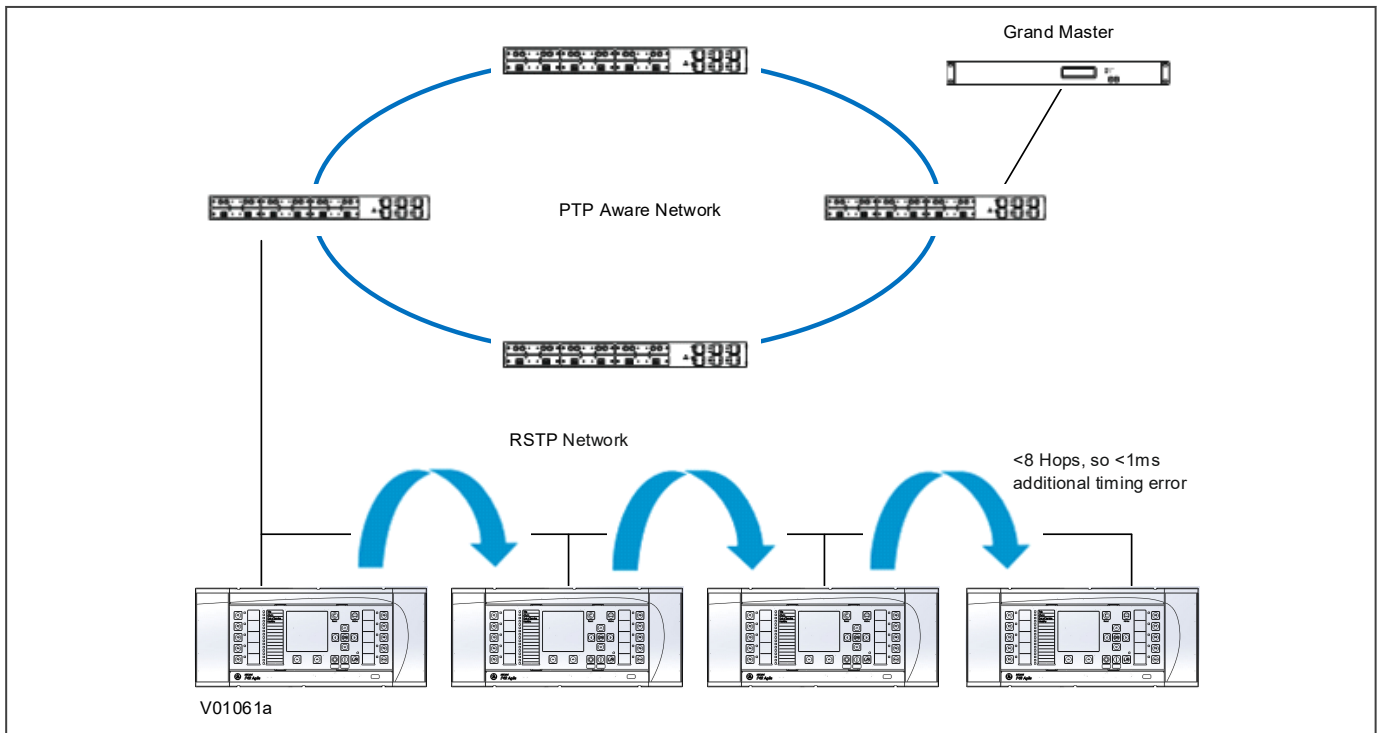 Grand Master
PTP Aware Network
RSTP Network
<8 Hops, so <1ms
additional timing error
V01061a